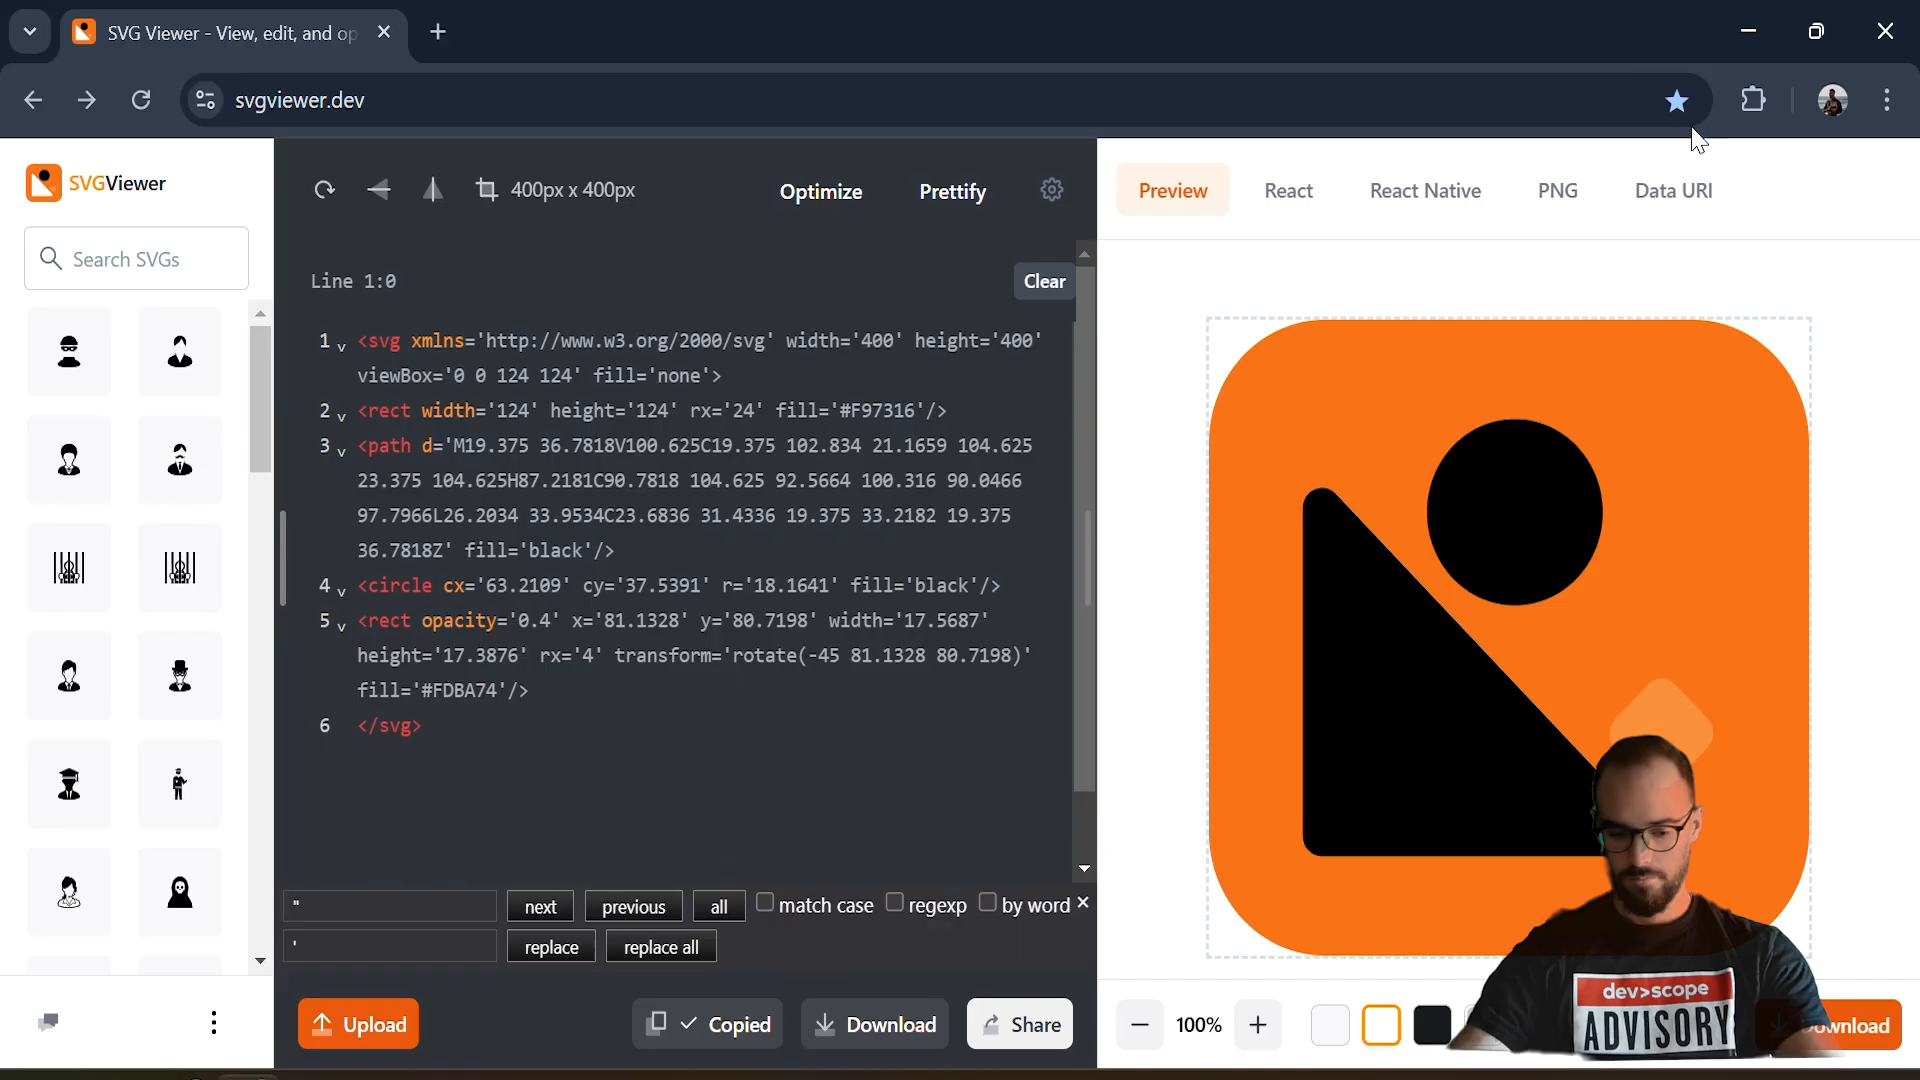 SVG Viewer - View, edit, and op
svgviewer.dev
SVGViewer
Search SVGs
400px x 400px
Optimize
Prettify
Preview
React
React Native
PNG
Data URI
Line 1:0
Clear
1 <svg xmlns='http://www.w3.org/2000/svg' width='400' height='400'
viewBox='0 0 124 124' fill='none'>
2 <rect width='124' height='124' rx='24' fill='#F97316'/>
3 <path d='M19.375 36.7818V100.625C19.375 102.834 21.1659 104.625
23.375 104.625H87.2181C90.7818 104.625 92.5664 100.316 90.0466
97.7966L26.2034 33.9534C23.6836 31.4336 19.375 33.2182 19.375
36.7818Z' fill='black'/>
4 <circle cx='63.2109' cy='37.5391' r='18.1641' fill='black'/>
5 <rect opacity='0.4' x='81.1328' y='80.7198' width='17.5687'
height='17.3876' rx='4' transform='rotate(-45 81.1328 80.7198)'
fill='#FDBA74'/>
6 </svg>
" next previous all match case regexp by word ×
' replace replace all
Upload
Copied
Download
Share
100%
ownload
dev>scope
ADVISORY